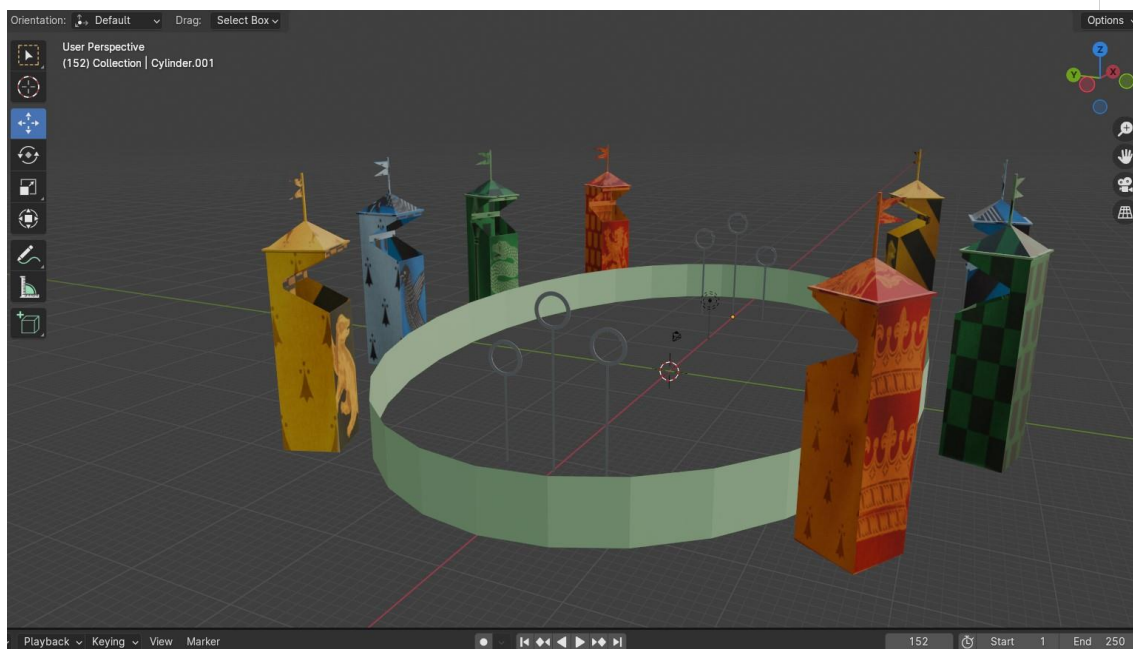 Orientation: Default Drag: Select Box Options
User Perspective
(152) Collection | Cylinder.001
Z
Y X
Playback Keying View Marker 152 Start 1 End 250